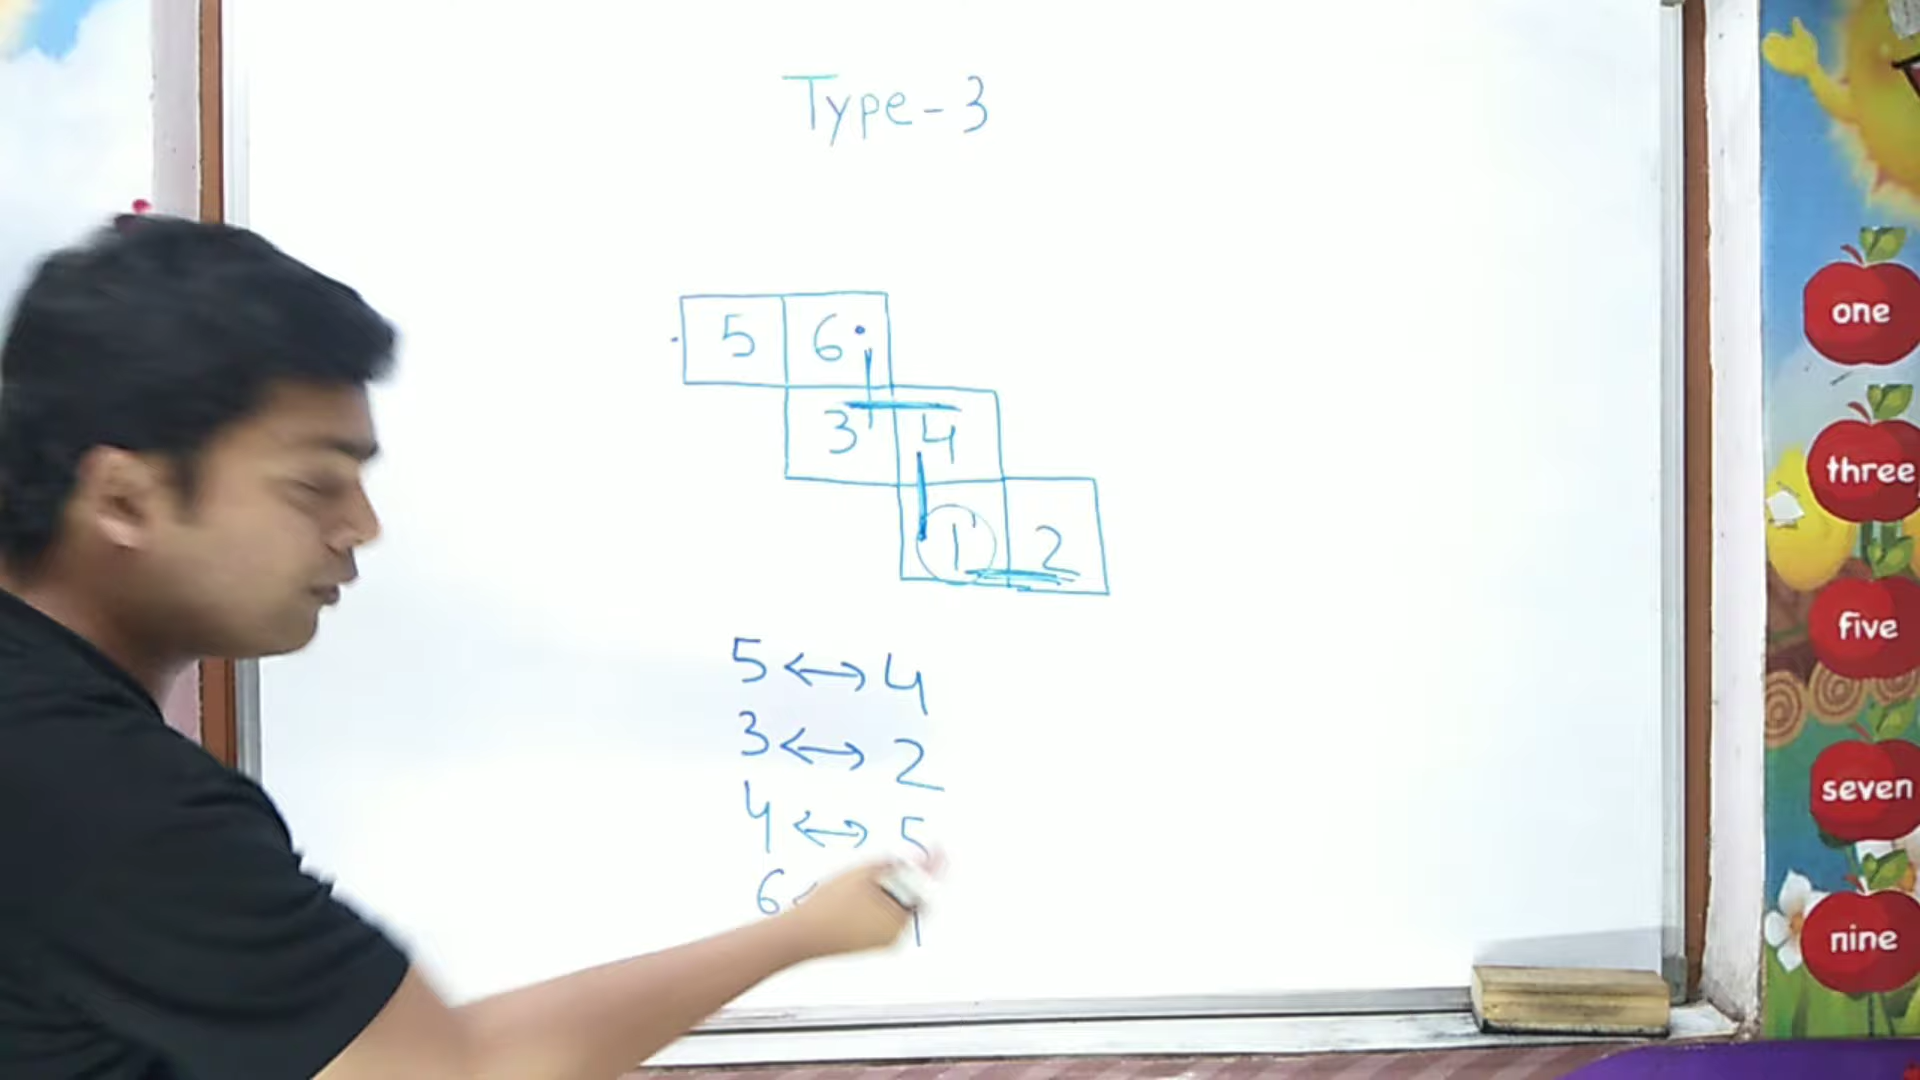 Type-3
5 6
3 4
1 2
5 ↔ 4
3 ↔ 2
4 ↔ 5
6 1
one
three
five
seven
nine